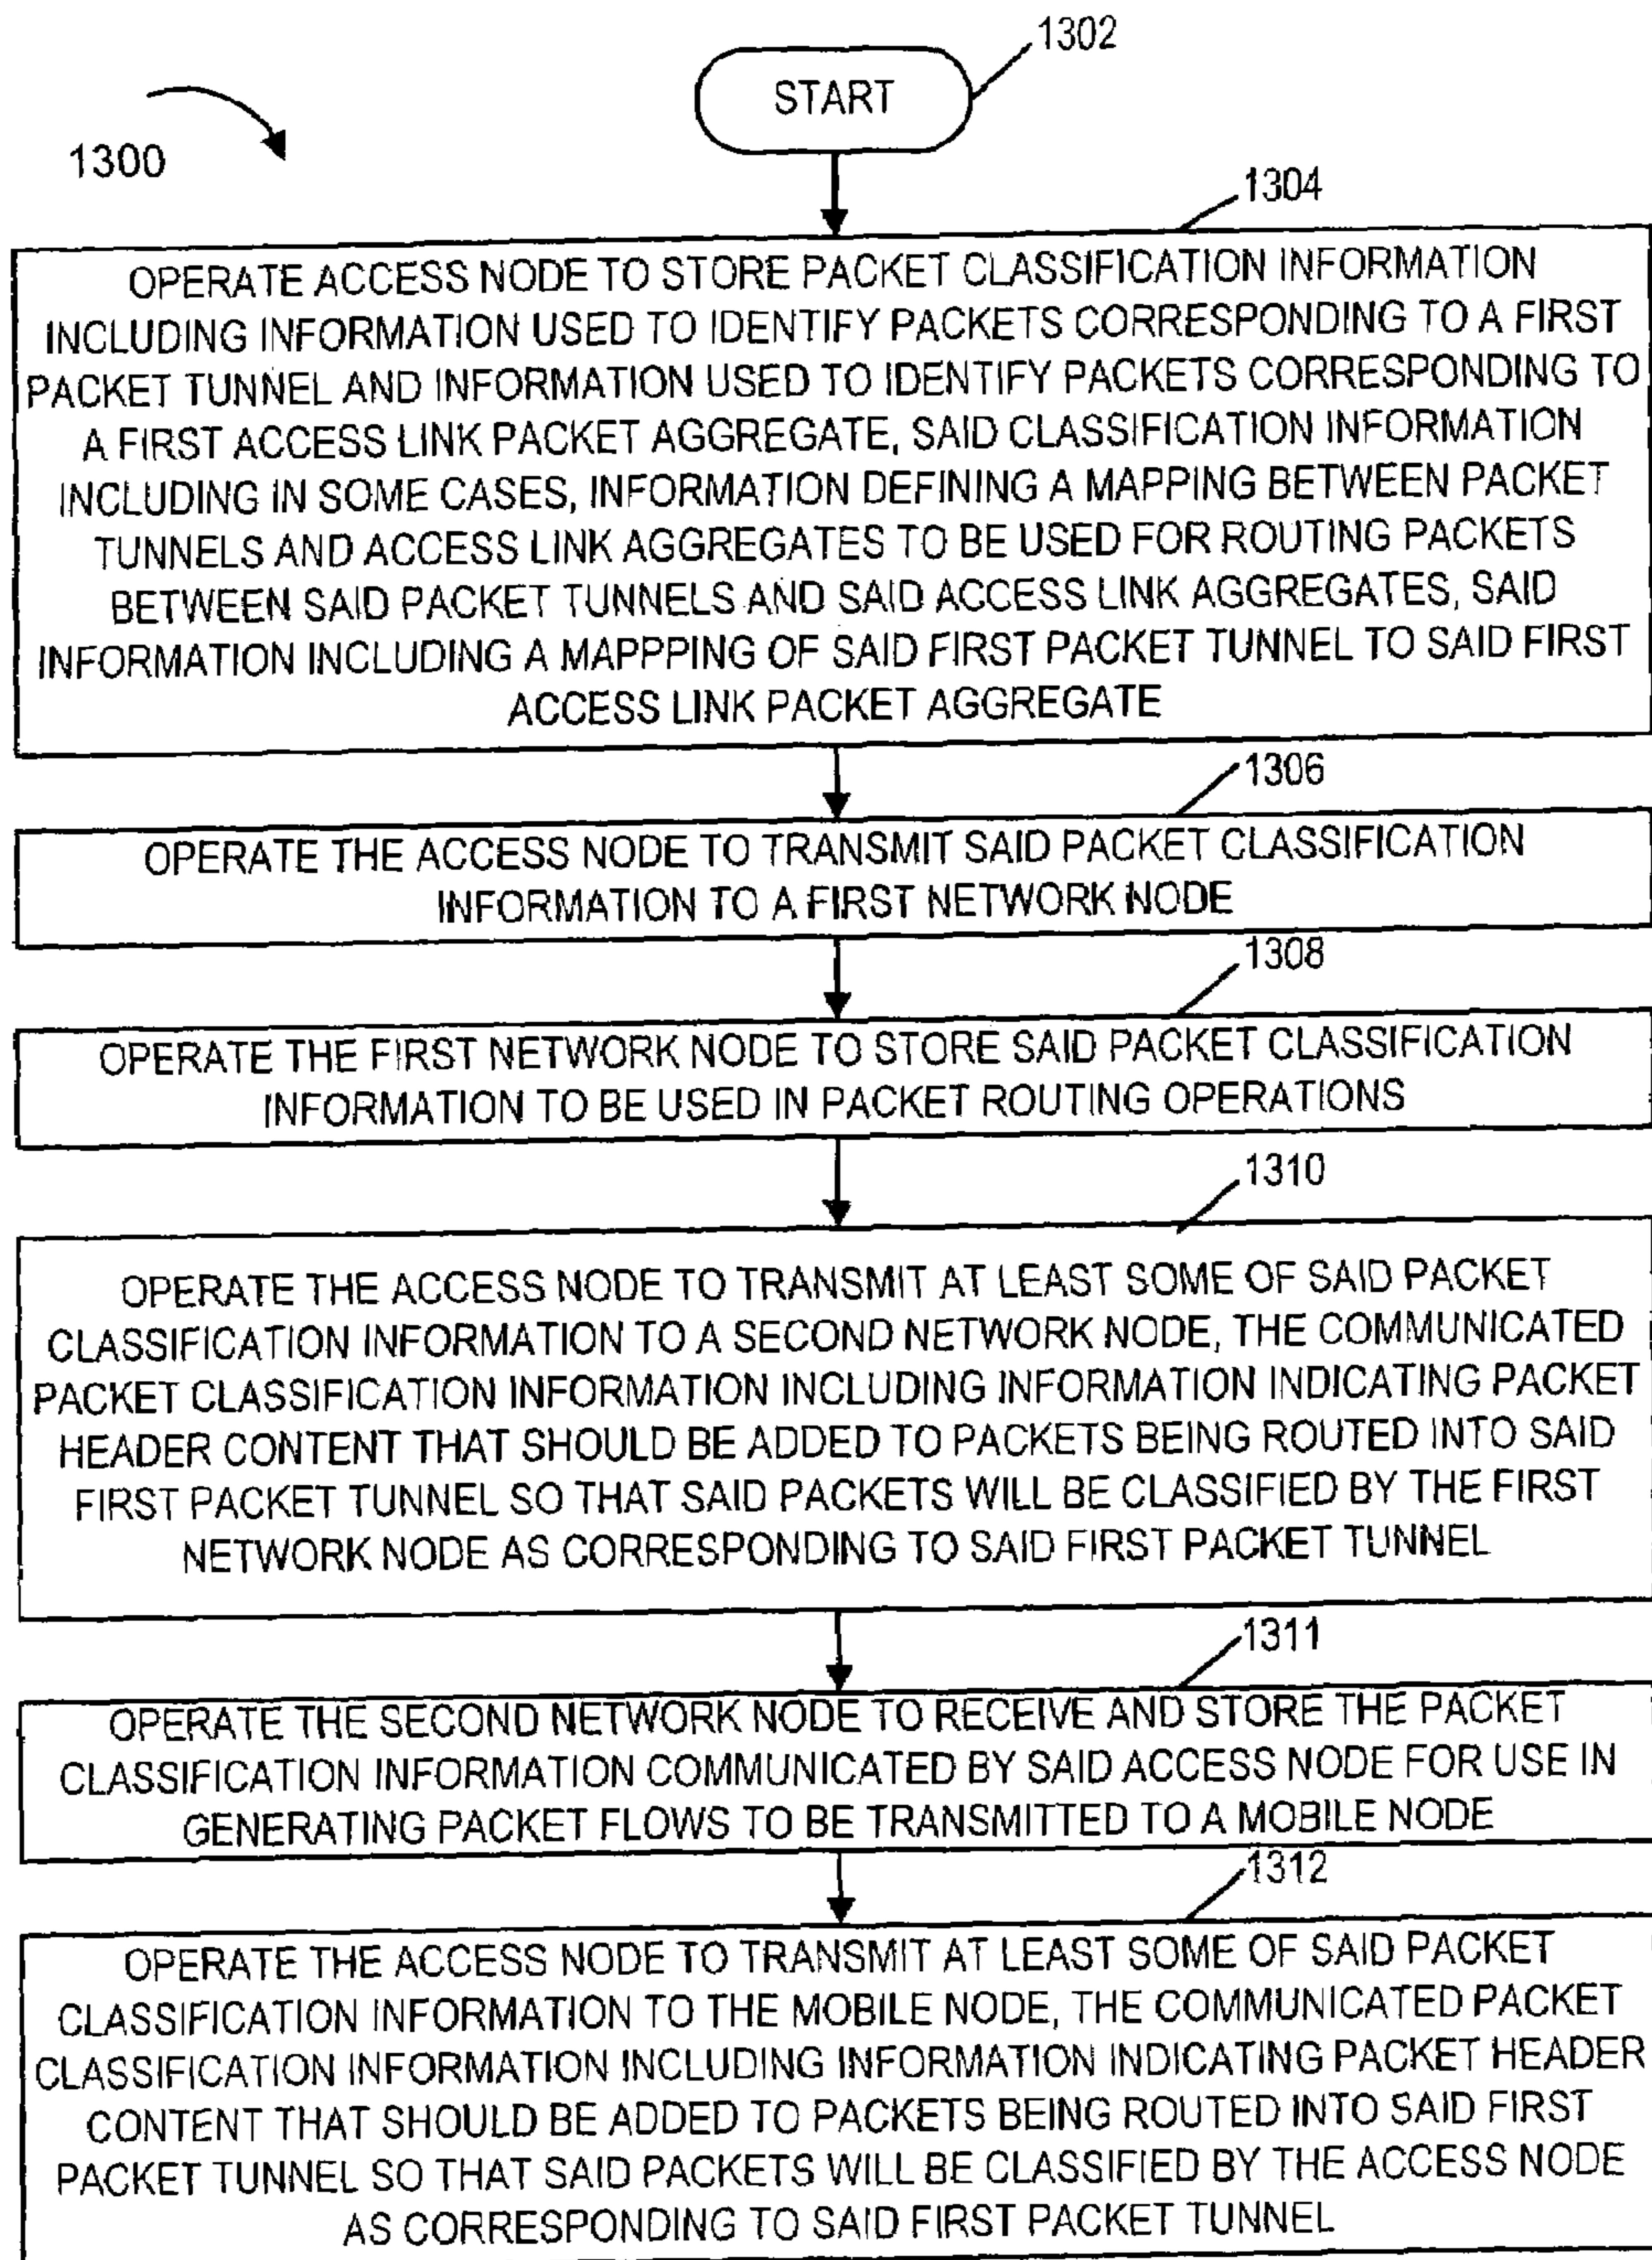 1302
START
1300
1304
OPERATE ACCESS NODE TO STORE PACKET CLASSIFICATION INFORMATION
INCLUDING INFORMATION USED TO IDENTIFY PACKETS CORRESPONDING TO A FIRST
PACKET TUNNEL AND INFORMATION USED TO IDENTIFY PACKETS CORRESPONDING TO
A FIRST ACCESS LINK PACKET AGGREGATE, SAID CLASSIFICATION INFORMATION
INCLUDING IN SOME CASES, INFORMATION DEFINING A MAPPING BETWEEN PACKET
TUNNELS AND ACCESS LINK AGGREGATES TO BE USED FOR ROUTING PACKETS
BETWEEN SAID PACKET TUNNELS AND SAID ACCESS LINK AGGREGATES, SAID
INFORMATION INCLUDING A MAPPPING OF SAID FIRST PACKET TUNNEL TO SAID FIRST
ACCESS LINK PACKET AGGREGATE
1306
OPERATE THE ACCESS NODE TO TRANSMIT SAID PACKET CLASSIFICATION
INFORMATION TO A FIRST NETWORK NODE
1308
OPERATE THE FIRST NETWORK NODE TO STORE SAID PACKET CLASSIFICATION
INFORMATION TO BE USED IN PACKET ROUTING OPERATIONS
1310
OPERATE THE ACCESS NODE TO TRANSMIT AT LEAST SOME OF SAID PACKET
CLASSIFICATION INFORMATION TO A SECOND NETWORK NODE, THE COMMUNICATED
PACKET CLASSIFICATION INFORMATION INCLUDING INFORMATION INDICATING PACKET
HEADER CONTENT THAT SHOULD BE ADDED TO PACKETS BEING ROUTED INTO SAID
FIRST PACKET TUNNEL SO THAT SAID PACKETS WILL BE CLASSIFIED BY THE FIRST
NETWORK NODE AS CORRESPONDING TO SAID FIRST PACKET TUNNEL
1311
OPERATE THE SECOND NETWORK NODE TO RECEIVE AND STORE THE PACKET
CLASSIFICATION INFORMATION COMMUNICATED BY SAID ACCESS NODE FOR USE IN
GENERATING PACKET FLOWS TO BE TRANSMITTED TO A MOBILE NODE
1312
OPERATE THE ACCESS NODE TO TRANSMIT AT LEAST SOME OF SAID PACKET
CLASSIFICATION INFORMATION TO THE MOBILE NODE, THE COMMUNICATED PACKET
CLASSIFICATION INFORMATION INCLUDING INFORMATION INDICATING PACKET HEADER
CONTENT THAT SHOULD BE ADDED TO PACKETS BEING ROUTED INTO SAID FIRST
PACKET TUNNEL SO THAT SAID PACKETS WILL BE CLASSIFIED BY THE ACCESS NODE
AS CORRESPONDING TO SAID FIRST PACKET TUNNEL